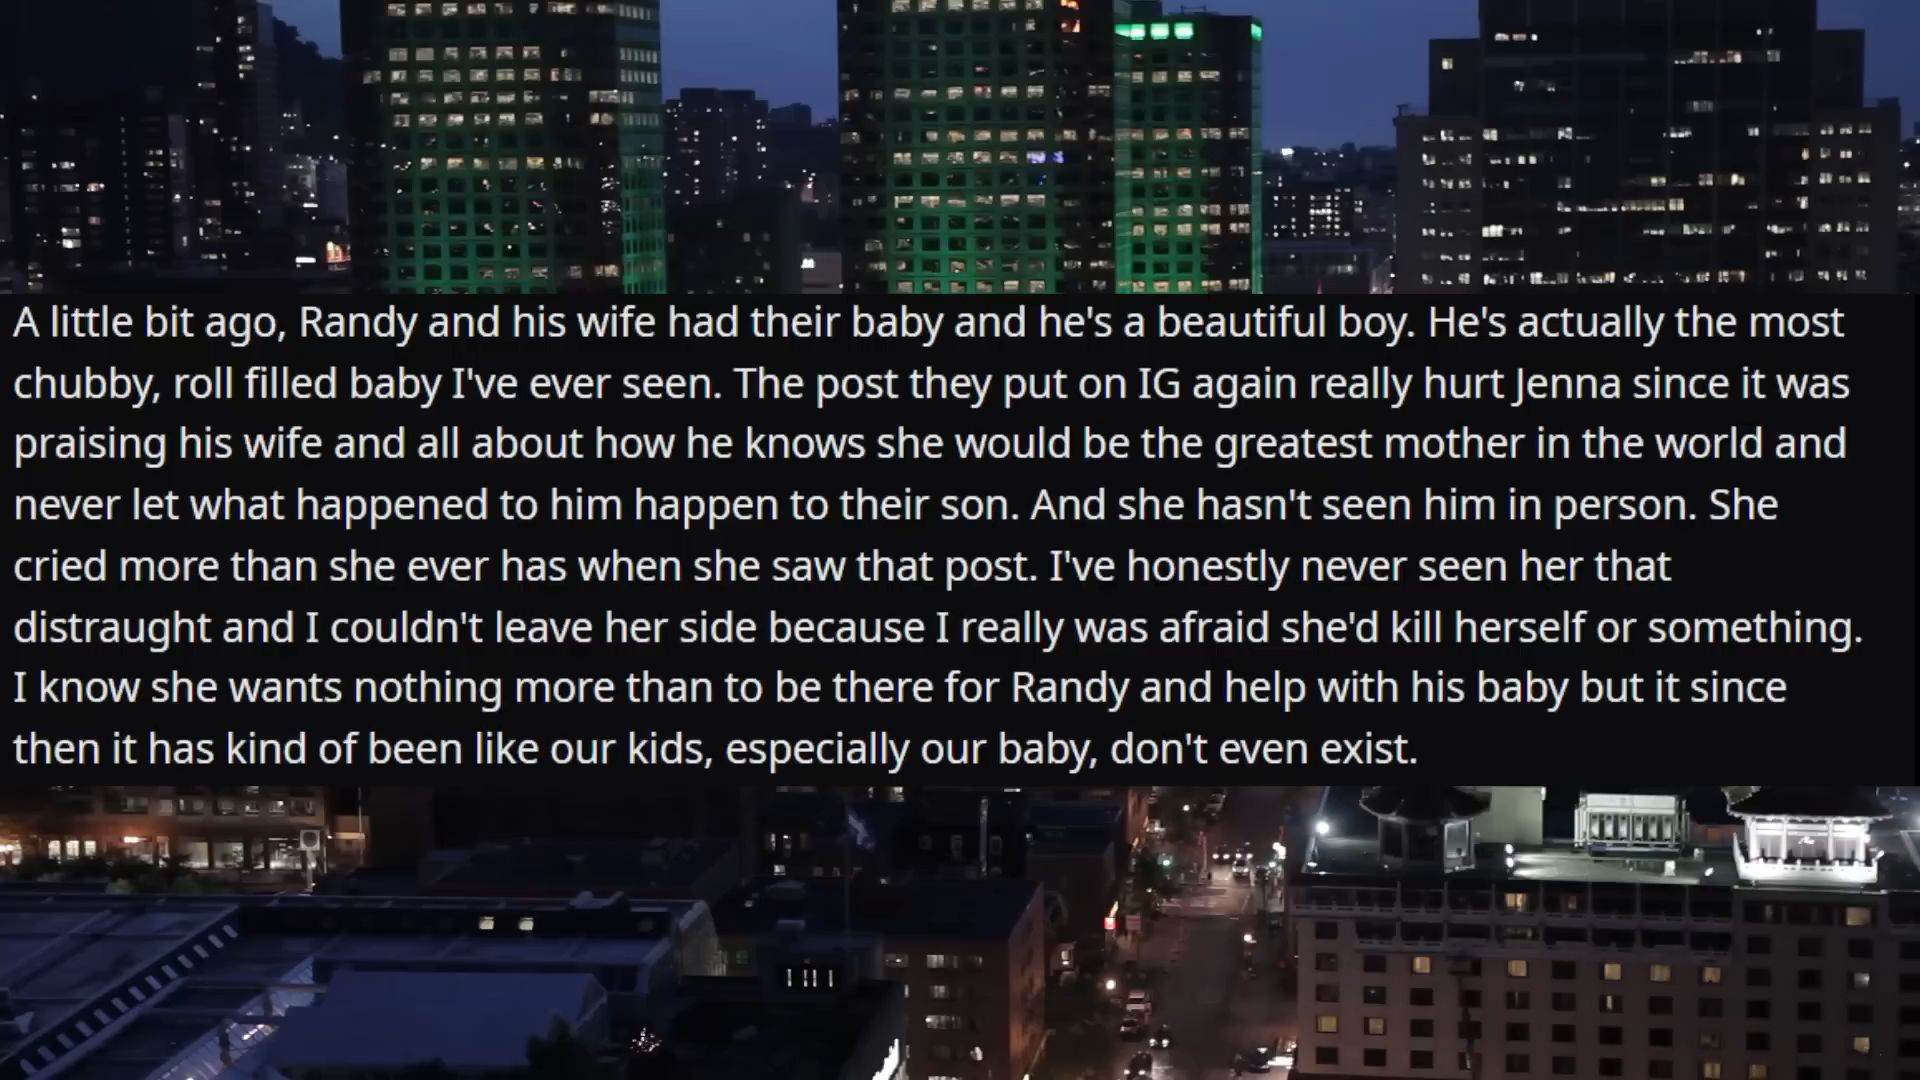 A little bit ago, Randy and his wife had their baby and he's a beautiful boy. He's actually the most
chubby, roll filled baby I've ever seen. The post they put on IG again really hurt Jenna since it was
praising his wife and all about how he knows she would be the greatest mother in the world and
never let what happened to him happen to their son. And she hasn't seen him in person. She
cried more than she ever has when she saw that post. I've honestly never seen her that
distraught and I couldn't leave her side because I really was afraid she'd kill herself or something.
I know she wants nothing more than to be there for Randy and help with his baby but it since
then it has kind of been like our kids, especially our baby, don't even exist.